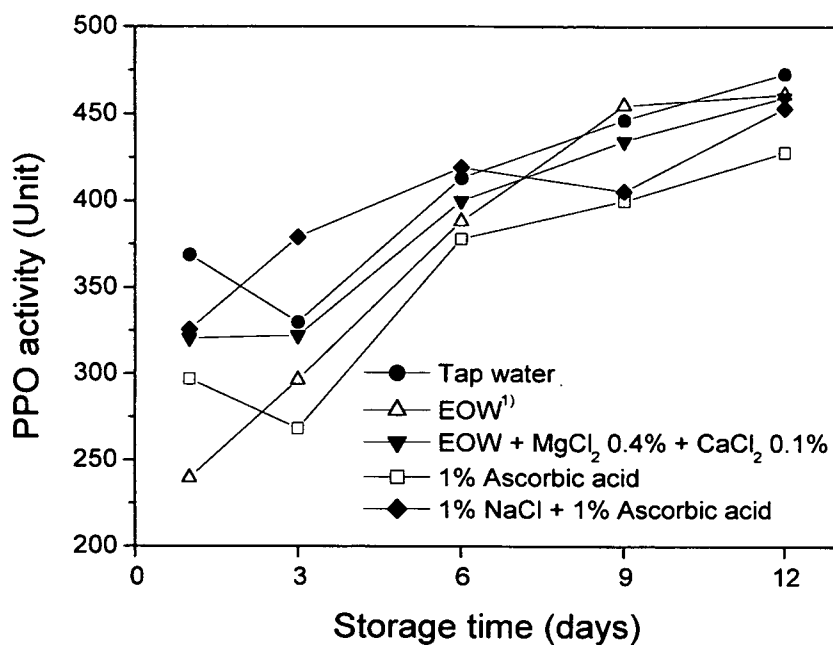 500
450
400
350
300
250
200
PPO activity (Unit)
Tap water
EOW¹⁾
EOW + MgCl₂ 0.4% + CaCl₂ 0.1%
1% Ascorbic acid
1% NaCl + 1% Ascorbic acid
0 3 6 9 12
Storage time (days)